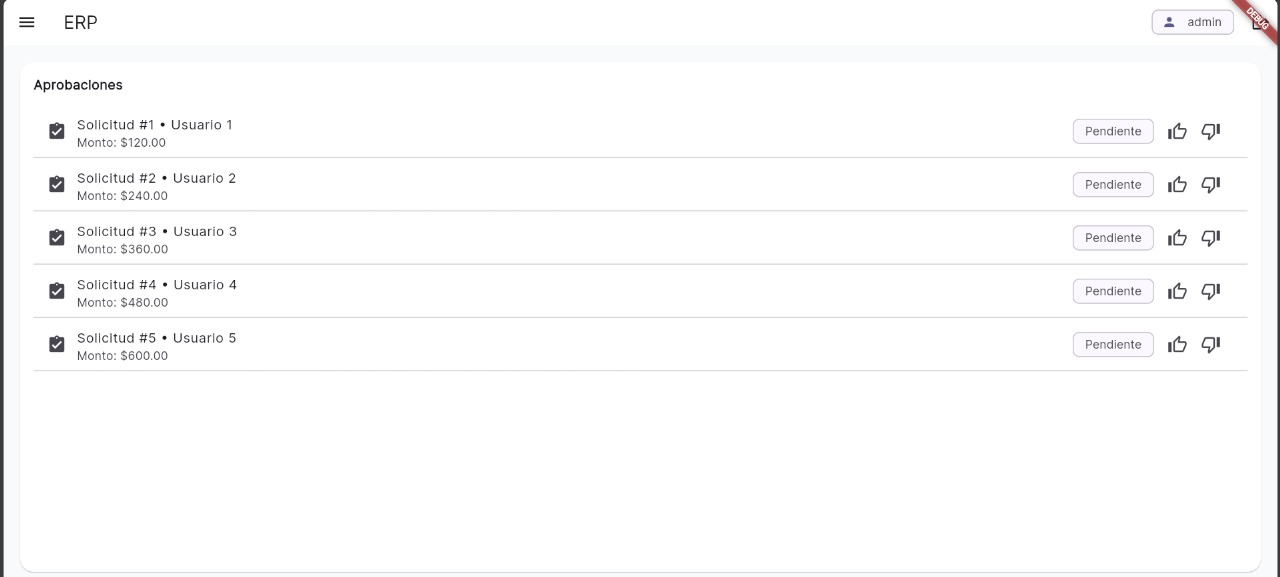 ERP
admin
DEBUG
Aprobaciones
Solicitud #1 • Usuario 1
Monto: $120.00
Pendiente
Solicitud #2 • Usuario 2
Monto: $240.00
Pendiente
Solicitud #3 • Usuario 3
Monto: $360.00
Pendiente
Solicitud #4 • Usuario 4
Monto: $480.00
Pendiente
Solicitud #5 • Usuario 5
Monto: $600.00
Pendiente